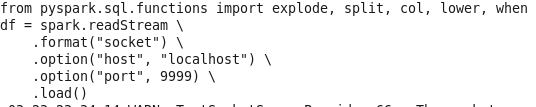 from pyspark.sql.functions import explode, split, col, lower, when
df = spark.readStream \
    .format("socket") \
    .option("host", "localhost") \
    .option("port", 9999) \
    .load()